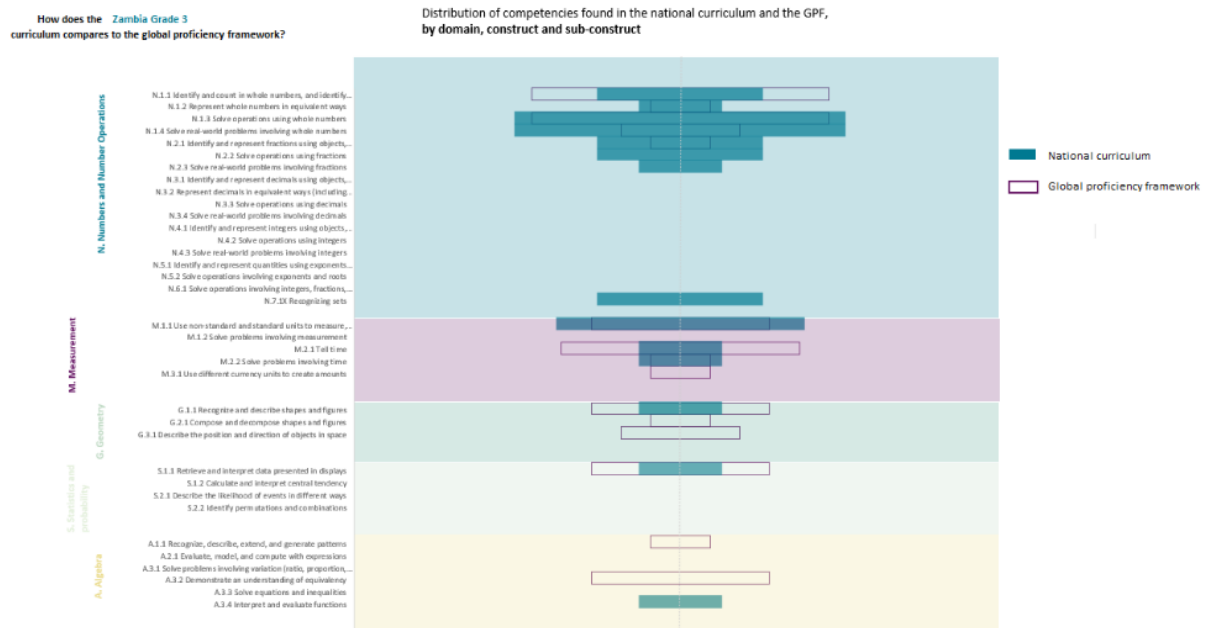 How does the Zambia Grade 3
curriculum compares to the global proficiency framework?
Distribution of competencies found in the national curriculum and the GPF,
by domain, construct and sub-construct
N. Numbers and Number Operations
N.1.1 Identify and count in whole numbers, and identify...
N.1.2 Represent whole numbers in equivalent ways
N.1.3 Solve operations using whole numbers
N.1.4 Solve real-world problems involving whole numbers
N.2.1 Identify and represent fractions using objects,...
N.2.2 Solve operations using fractions
N.2.3 Solve real-world problems involving fractions
N.3.1 Identify and represent decimals using objects,...
N.3.2 Represent decimals in equivalent ways (including...
N.3.3 Solve operations using decimals
N.3.4 Solve real-world problems involving decimals
N.4.1 Identify and represent integers using objects,...
N.4.2 Solve operations using integers
N.4.3 Solve real-world problems involving integers
N.5.1 Identify and represent quantities using exponents...
N.5.2 Solve operations involving exponents and roots
N.6.1 Solve operations involving integers, fractions,...
N.7.1X Recognizing sets
M. Measurement
M.1.1 Use non-standard and standard units to measure,...
M.1.2 Solve problems involving measurement
M.2.1 Tell time
M.2.2 Solve problems involving time
M.3.1 Use different currency units to create amounts
G. Geometry
G.1.1 Recognize and describe shapes and figures
G.2.1 Compose and decompose shapes and figures
G.3.1 Describe the position and direction of objects in space
S. Statistics and
probability
S.1.1 Retrieve and interpret data presented in displays
S.1.2 Calculate and interpret central tendency
S.2.1 Describe the likelihood of events in different ways
S.2.2 Identify permutations and combinations
A. Algebra
A.1.1 Recognize, describe, extend, and generate patterns
A.2.1 Evaluate, model, and compute with expressions
A.3.1 Solve problems involving variation (ratio, proportion,...
A.3.2 Demonstrate an understanding of equivalency
A.3.3 Solve equations and inequalities
A.3.4 Interpret and evaluate functions
National curriculum
Global proficiency framework